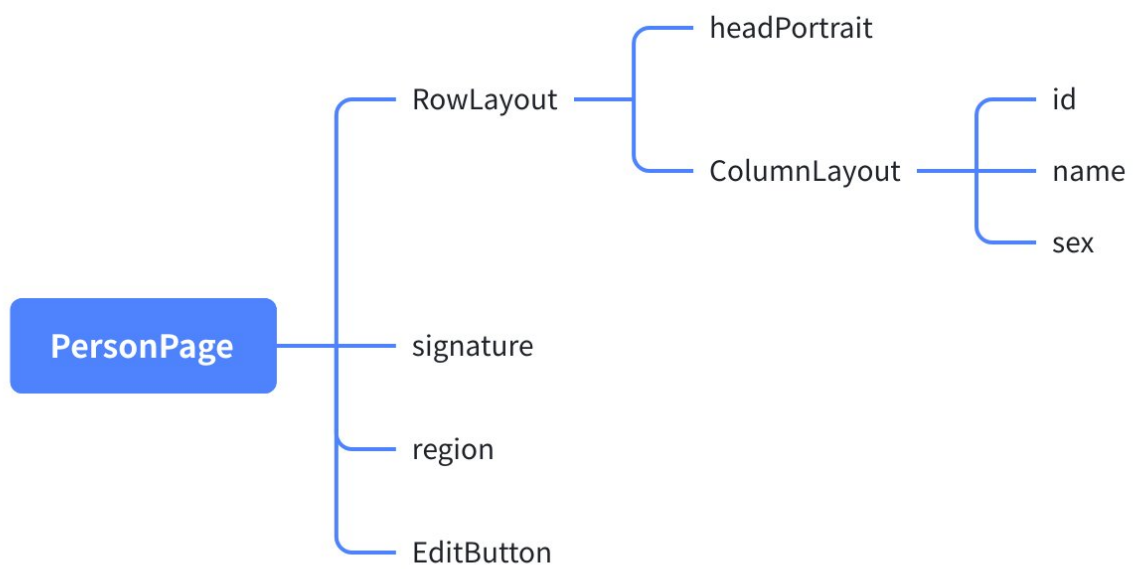 PersonPage
RowLayout
headPortrait
ColumnLayout
id
name
sex
signature
region
EditButton